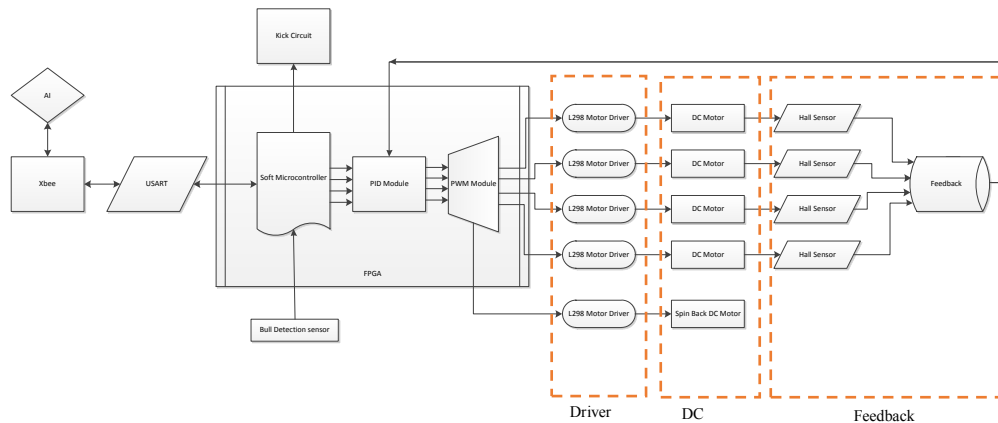 Kick Circuit
AI
Xbee
USART
Soft Microcontroller
PID Module
PWM Module
FPGA
Bull Detection sensor
L298 Motor Driver
DC Motor
Hall Sensor
L298 Motor Driver
DC Motor
Hall Sensor
L298 Motor Driver
DC Motor
Hall Sensor
L298 Motor Driver
DC Motor
Hall Sensor
L298 Motor Driver
Spin Back DC Motor
Feedback
Driver
DC
Feedback